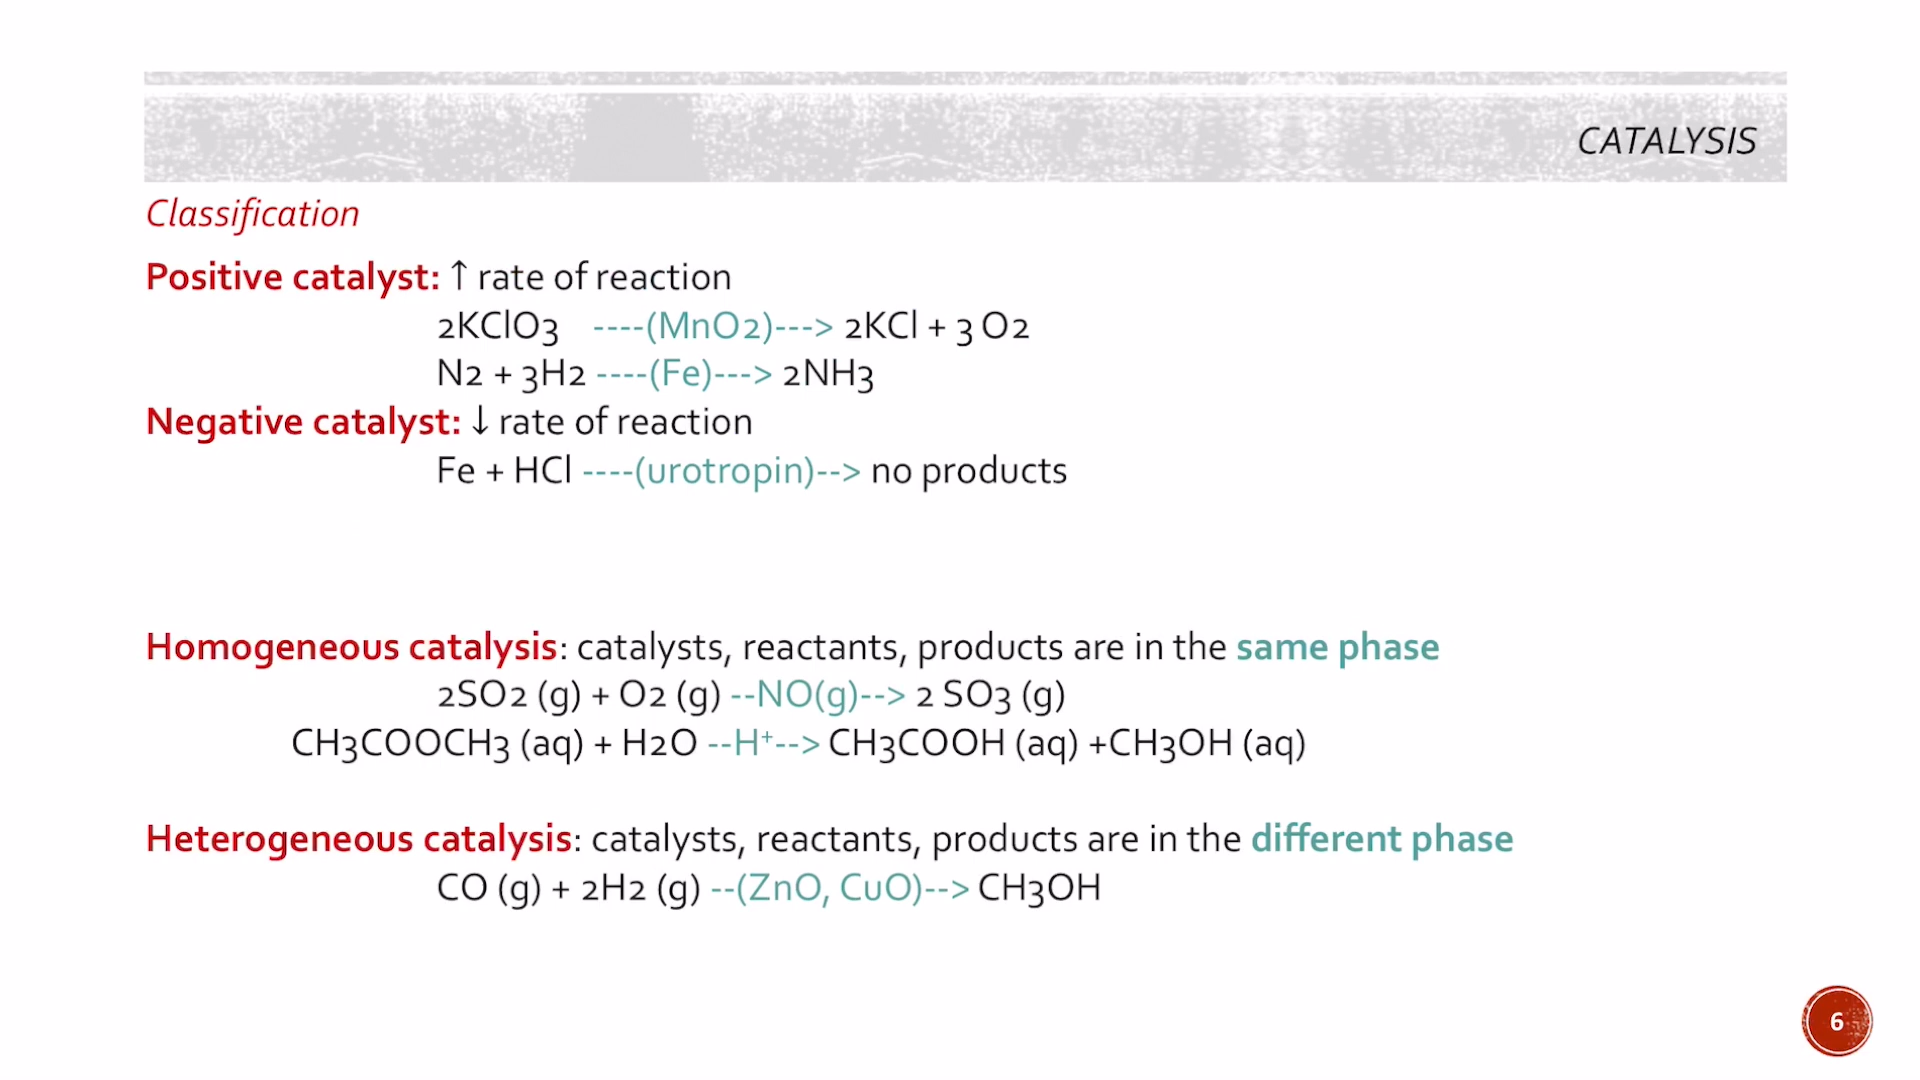 CATALYSIS
Classification
Positive catalyst: ↑ rate of reaction
2KClO3 ----(MnO2)---> 2KCl + 3 O2
N2 + 3H2 ----(Fe)---> 2NH3
Negative catalyst: ↓ rate of reaction
Fe + HCl ----(urotropin)--> no products
Homogeneous catalysis: catalysts, reactants, products are in the same phase
2SO2 (g) + O2 (g) --NO(g)--> 2 SO3 (g)
CH3COOCH3 (aq) + H2O --H⁺--> CH3COOH (aq) +CH3OH (aq)
Heterogeneous catalysis: catalysts, reactants, products are in the different phase
CO (g) + 2H2 (g) --(ZnO, CuO)--> CH3OH
6